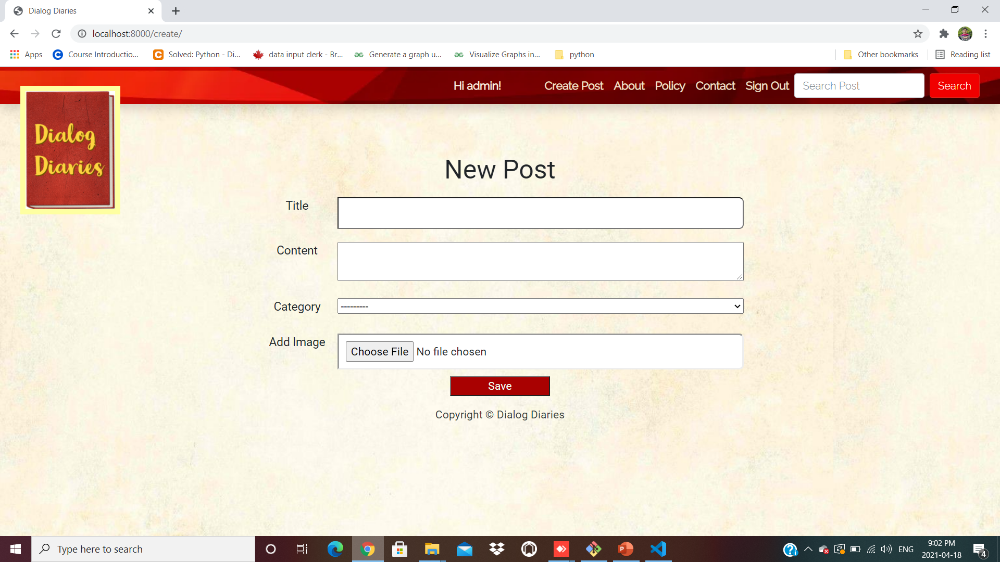 Dialog Diaries
localhost:8000/create/
Apps
Course Introductio...
Solved: Python - Di...
data input clerk - Br...
Generate a graph u...
Visualize Graphs in...
python
Other bookmarks
Reading list
Hi admin!
Create Post
About
Policy
Contact
Sign Out
Search Post
Search
Dialog
Diaries
New Post
Title
Content
Category
---------
Add Image
Choose File No file chosen
Save
Copyright © Dialog Diaries
Type here to search
ENG
9:02 PM
2021-04-18
4